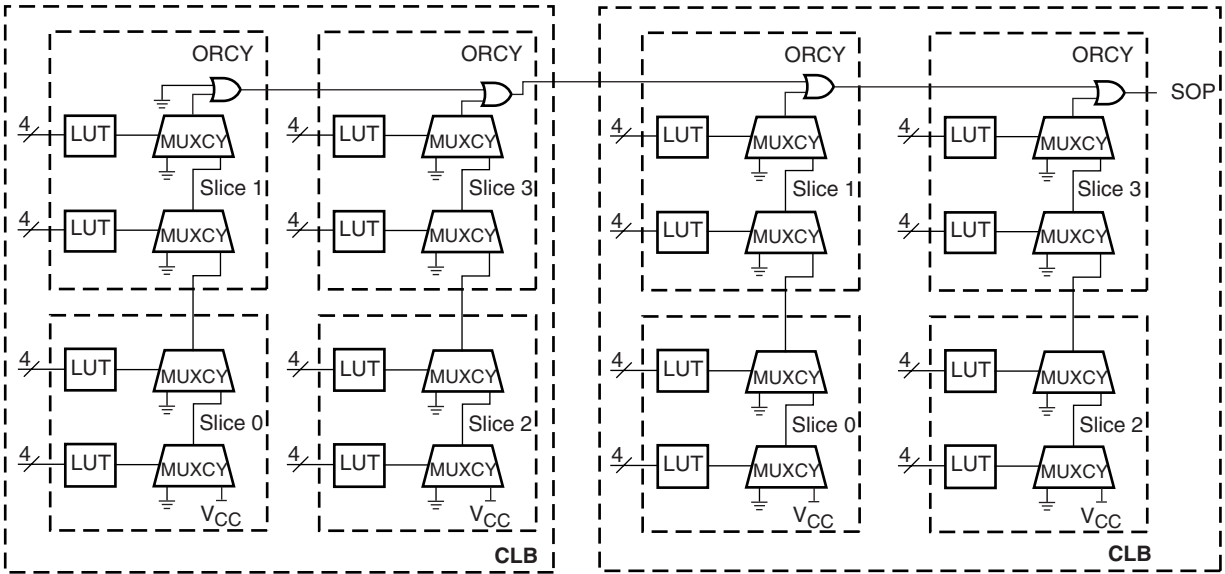 ORCY ORCY ORCY ORCY
SOP
4 LUT MUXCY 4 LUT MUXCY 4 LUT MUXCY 4 LUT MUXCY
Slice 1 Slice 3 Slice 1 Slice 3
4 LUT MUXCY 4 LUT MUXCY 4 LUT MUXCY 4 LUT MUXCY
4 LUT MUXCY 4 LUT MUXCY 4 LUT MUXCY 4 LUT MUXCY
Slice 0 Slice 2 Slice 0 Slice 2
4 LUT MUXCY 4 LUT MUXCY 4 LUT MUXCY 4 LUT MUXCY
VCC VCC VCC VCC
CLB CLB